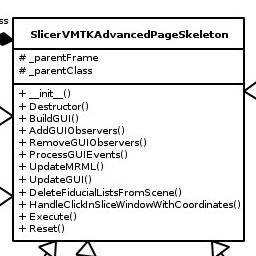 ss
SlicerVMTKAdvancedPageSkeleton
# _parentFrame
# _parentClass
+ __init__()
+ Destructor()
+ BuildGUI()
+ AddGUIObservers()
+ RemoveGUIObservers()
+ ProcessGUIEvents()
+ UpdateMRML()
+ UpdateGUI()
+ DeleteFiducialListsFromScene()
+ HandleClickInSliceWindowWithCoordinates()
+ Execute()
+ Reset()